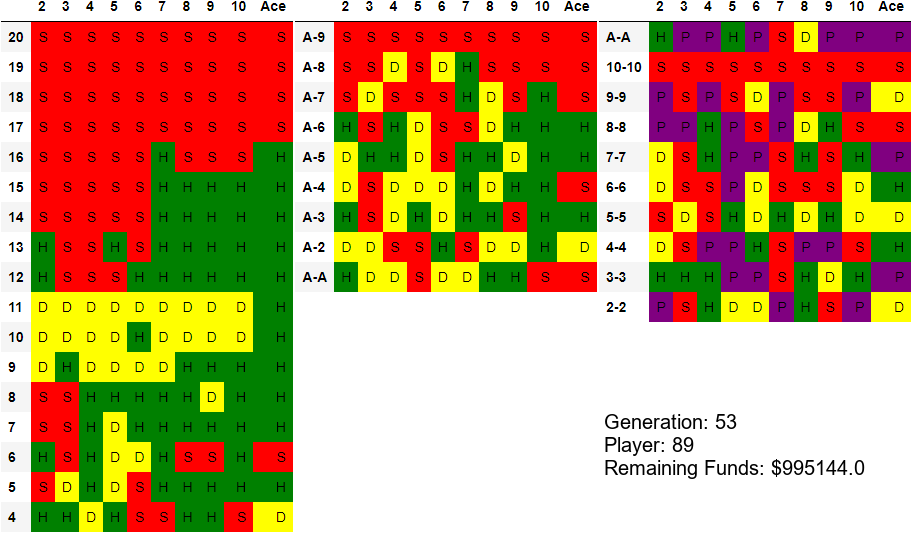 2 3 4 5 6 7 8 9 10 Ace
20 S S S S S S S S S S
19 S S S S S S S S S S
18 S S S S S S S S S S
17 S S S S S S S S S S
16 S S S S S H S S S H
15 S S S S S H H H H H
14 S S S S S H H H H H
13 H S S H S H H H H H
12 H S S S H H H H H H
11 D D D D D D D D D H
10 D D D D H D D D D H
9 D H D D D D H H H H
8 S S H H H H H D H H
7 S S H D H H H H H H
6 H S H D D H S S H S
5 S D H D S H H H H H
4 H H D H S S H H S D
2 3 4 5 6 7 8 9 10 Ace
A-9 S S S S S S S S S S
A-8 S S D S D H S S S S
A-7 S D S S S H D S H S
A-6 H S H D S S D H H H
A-5 D H H D S H H D H H
A-4 D S D D D H D H H S
A-3 H S D H D H H S H H
A-2 D D S S H S D D H D
A-A H D D S D D H H S S
2 3 4 5 6 7 8 9 10 Ace
A-A H P P H P S D P P P
10-10 S S S S S S S S S S
9-9 P S P S D P S S P D
8-8 P P H P S P D H S S
7-7 D S H P P S H S H P
6-6 D S S P D S S S D H
5-5 S D S H D H D H D D
4-4 D S P P H S P P S H
3-3 H H H P P S H D H P
2-2 P S H D D P H S P D
Generation: 53
Player: 89
Remaining Funds: $995144.0